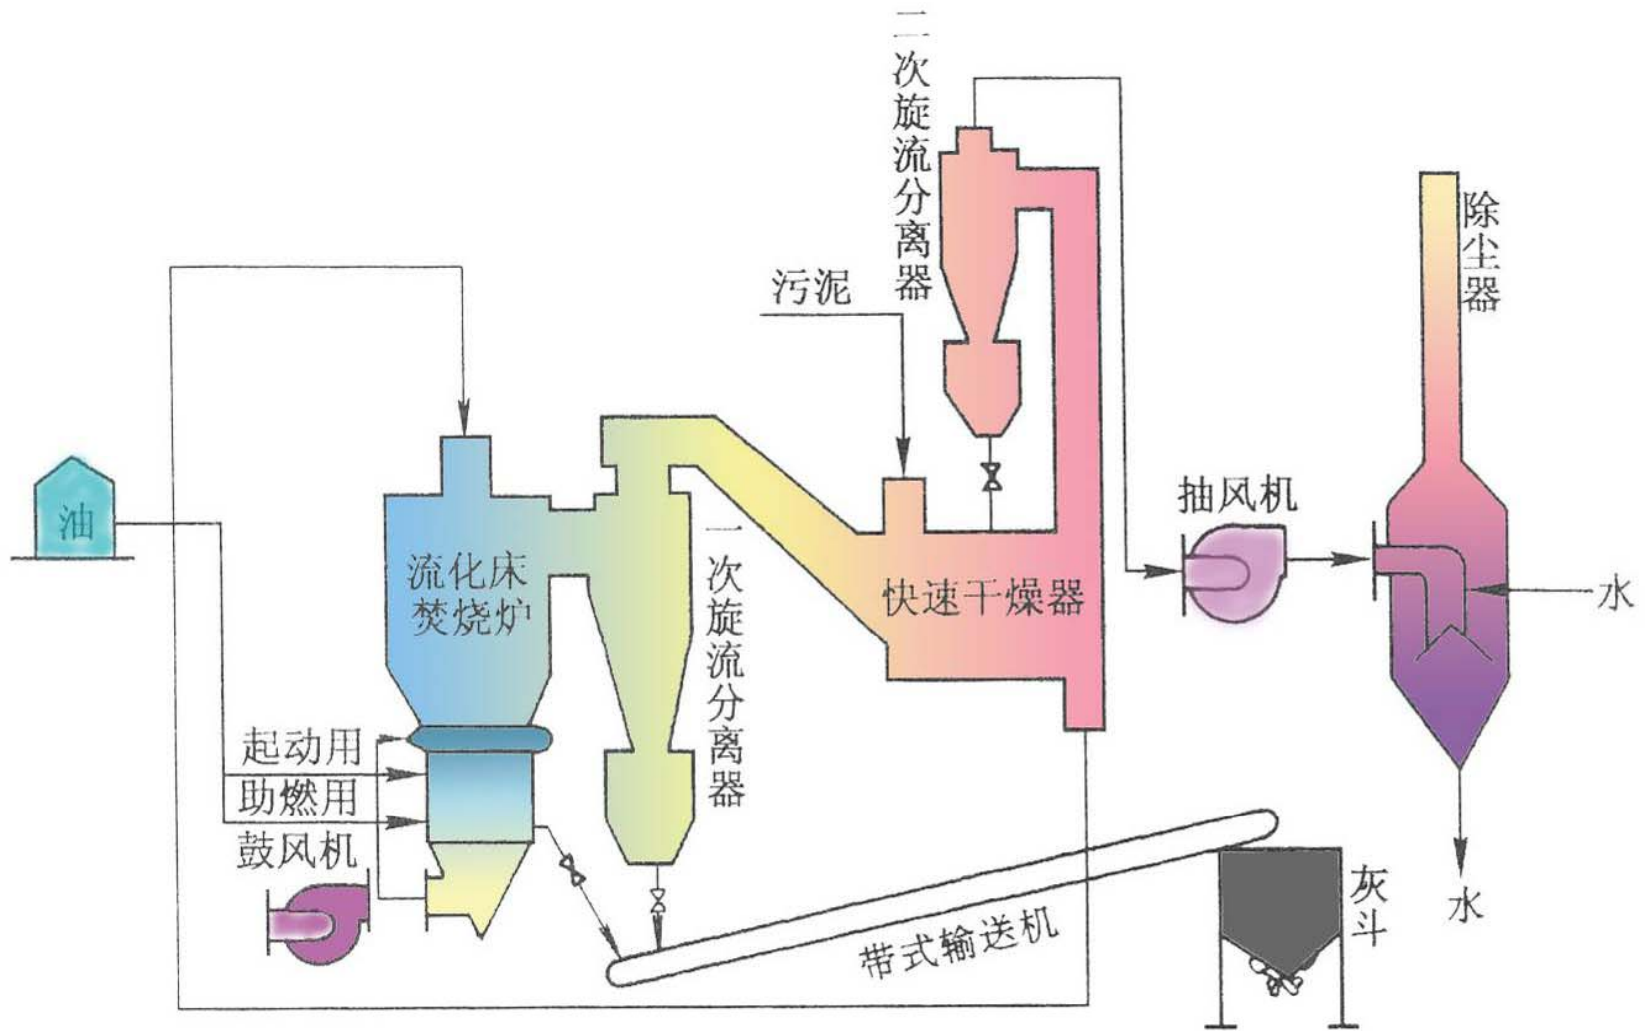 二次旋流分离器
除尘器
污泥
油
抽风机
流化床
焚烧炉
一次旋流分离器
快速干燥器
水
起动用
助燃用
鼓风机
带式输送机
灰斗
水